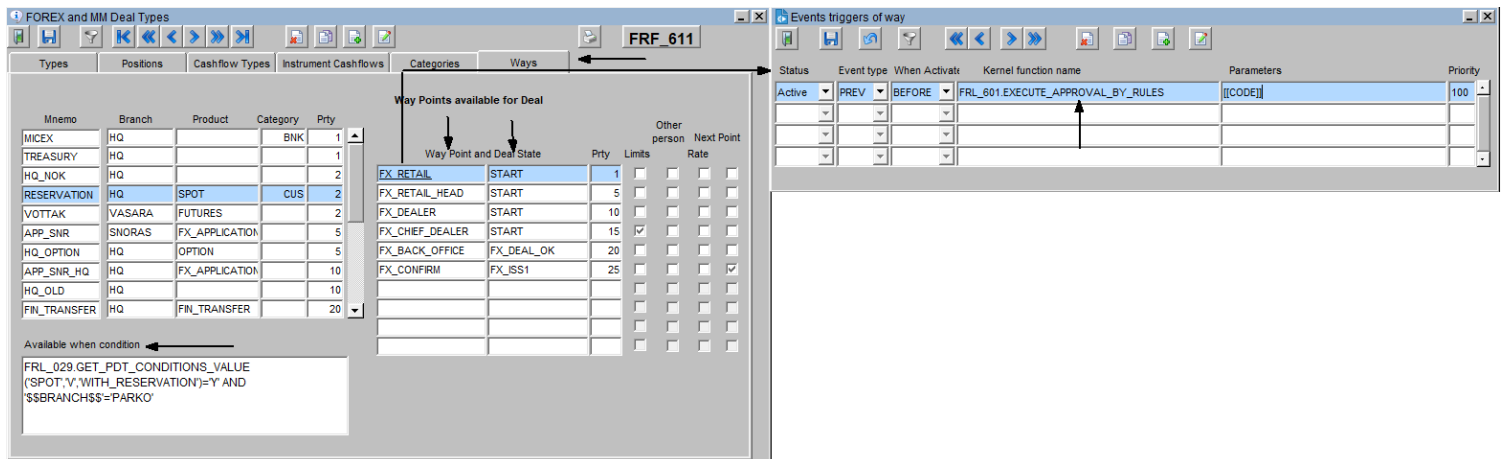 FOREX and MM Deal Types
FRF_611
Types Positions Cashflow Types Instrument Cashflows Categories Ways
Way Points available for Deal
Mnemo Branch Product Category Prty
MICEX HQ BNK 1
TREASURY HQ 1
HQ_NOK HQ 2
RESERVATION HQ SPOT CUS 2
VOTTAK VASARA FUTURES 2
APP_SNR SNORAS FX_APPLICATION 5
HQ_OPTION HQ OPTION 5
APP_SNR_HQ HQ FX_APPLICATION 10
HQ_OLD HQ 10
FIN_TRANSFER HQ FIN_TRANSFER 20
Other
person Next Point
Way Point and Deal State Prty Limits Rate
FX_RETAIL START 1
FX_RETAIL_HEAD START 5
FX_DEALER START 10
FX_CHIEF_DEALER START 15
FX_BACK_OFFICE FX_DEAL_OK 20
FX_CONFIRM FX_ISS1 25
Available when condition
FRL_029.GET_PDT_CONDITIONS_VALUE
('SPOT','V','WITH_RESERVATION')='Y' AND
'$$BRANCH$$'='PARKO'
Events triggers of way
Status Event type When Activate Kernel function name Parameters Priority
Active PREV BEFORE FRL_601.EXECUTE_APPROVAL_BY_RULES [[CODE]] 100